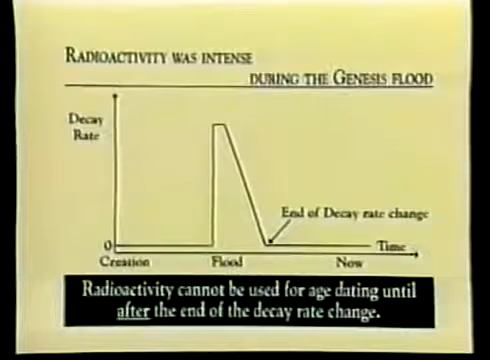 RADIOACTIVITY WAS INTENSE
DURING THE GENESIS FLOOD
Decay
Rate
End of Decay rate change
0
Time
Creation
Flood
Now
Radioactivity cannot be used for age dating until
after the end of the decay rate change.